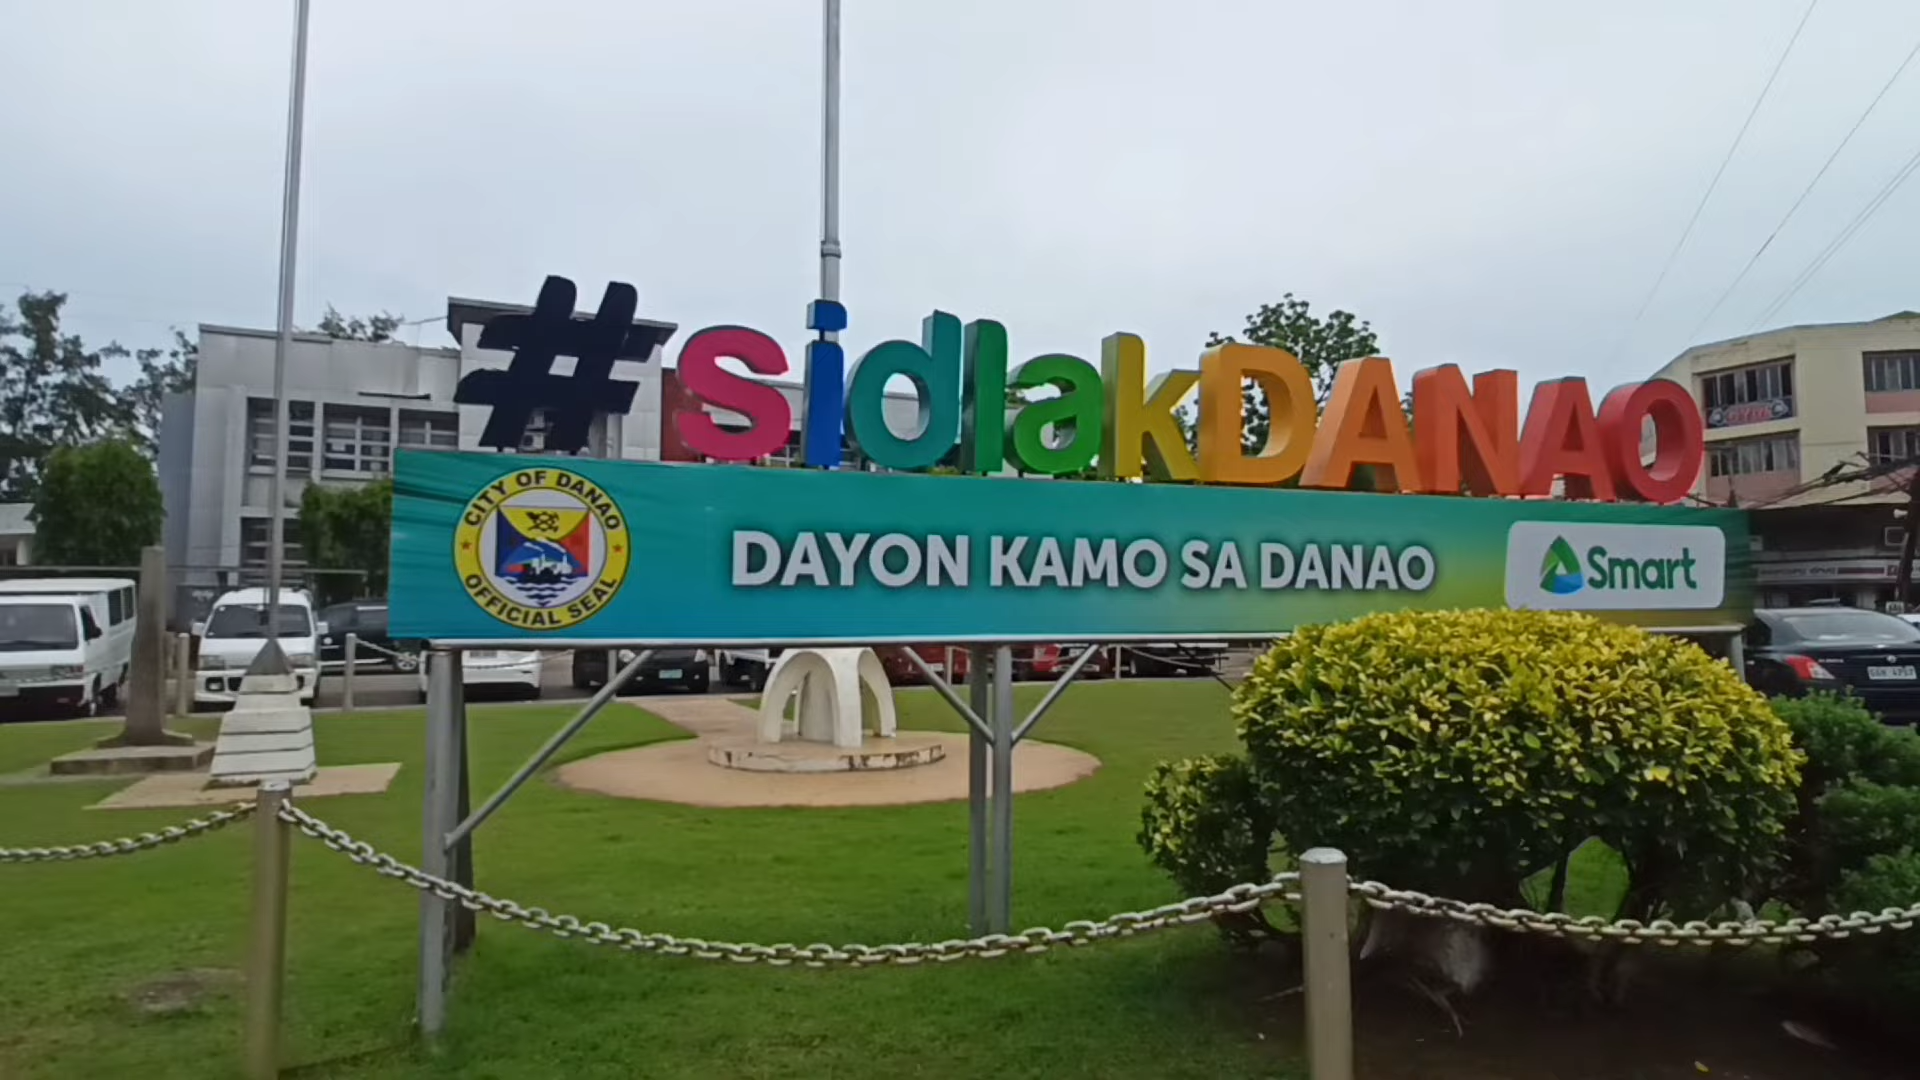 #sidlakDANAO
CITY OF DANAO
OFFICIAL SEAL
DAYON KAMO SA DANAO
Smart